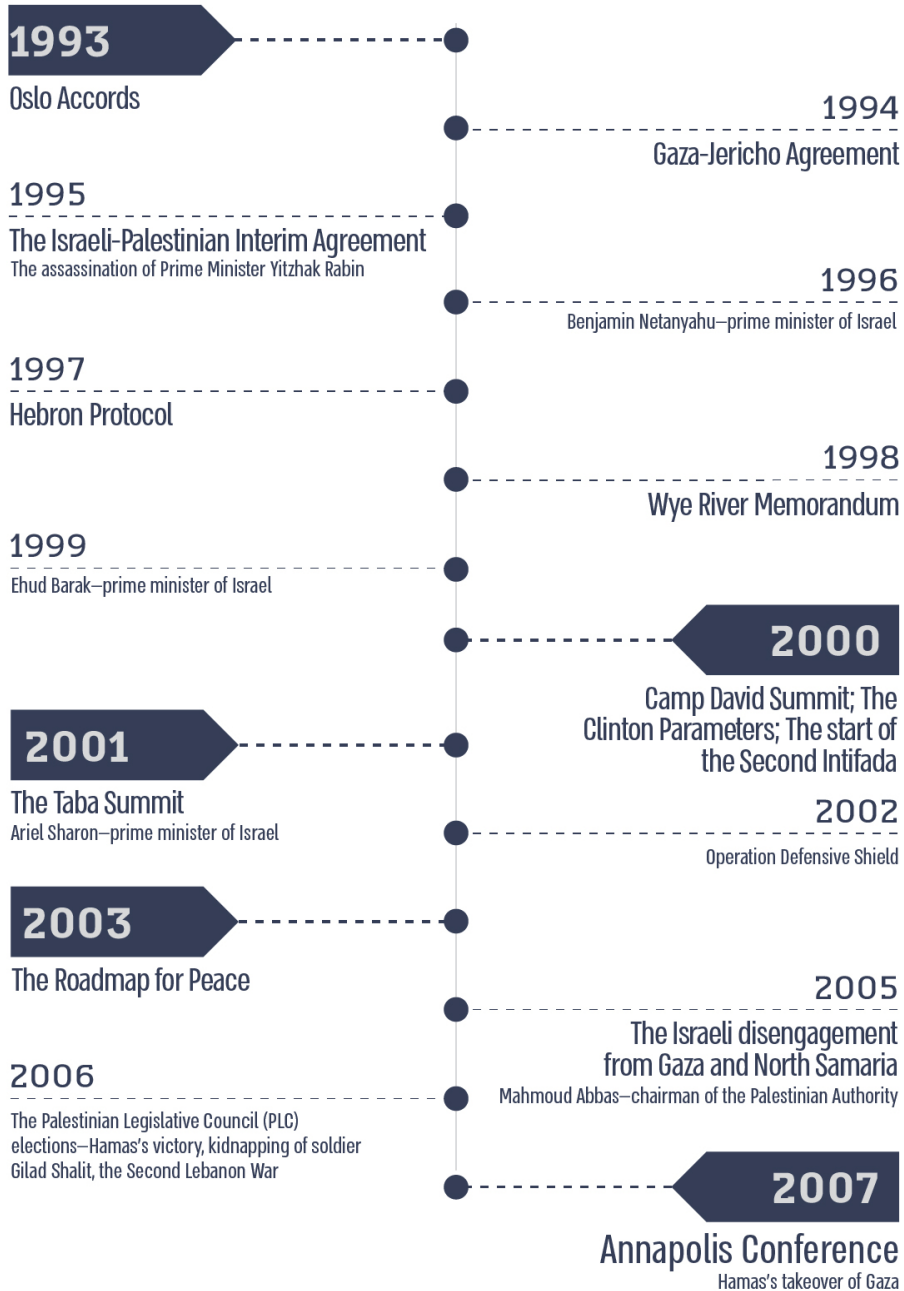 1993
Oslo Accords
1994
Gaza-Jericho Agreement
1995
The Israeli-Palestinian Interim Agreement
The assassination of Prime Minister Yitzhak Rabin
1996
Benjamin Netanyahu—prime minister of Israel
1997
Hebron Protocol
1998
Wye River Memorandum
1999
Ehud Barak—prime minister of Israel
2000
Camp David Summit; The
Clinton Parameters; The start of
the Second Intifada
2001
The Taba Summit
Ariel Sharon—prime minister of Israel
2002
Operation Defensive Shield
2003
The Roadmap for Peace
2005
The Israeli disengagement
from Gaza and North Samaria
Mahmoud Abbas—chairman of the Palestinian Authority
2006
The Palestinian Legislative Council (PLC)
elections—Hamas's victory, kidnapping of soldier
Gilad Shalit, the Second Lebanon War
2007
Annapolis Conference
Hamas's takeover of Gaza